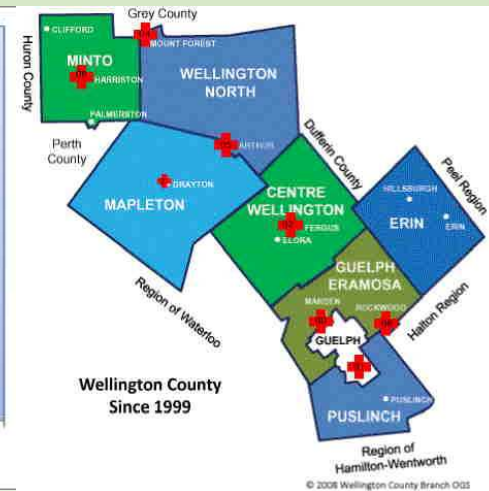 Grey County
CLIFFORD
MOUNT FOREST
Huron County
MINTO
HARRISTON
WELLINGTON
NORTH
PALMERSTON
Perth
County
ARTHUR
Dufferin County
Peel Region
DRAYTON
MAPLETON
CENTRE
WELLINGTON
FERGUS
ELORA
HILLSBURGH
ERIN
ERIN
Region of Waterloo
GUELPH
ERAMOSA
MARDEN
ROCKWOOD
Halton Region
GUELPH
Wellington County
Since 1999
PUSLINCH
PUSLINCH
Region of
Hamilton-Wentworth
© 2008 Wellington County Branch OGS